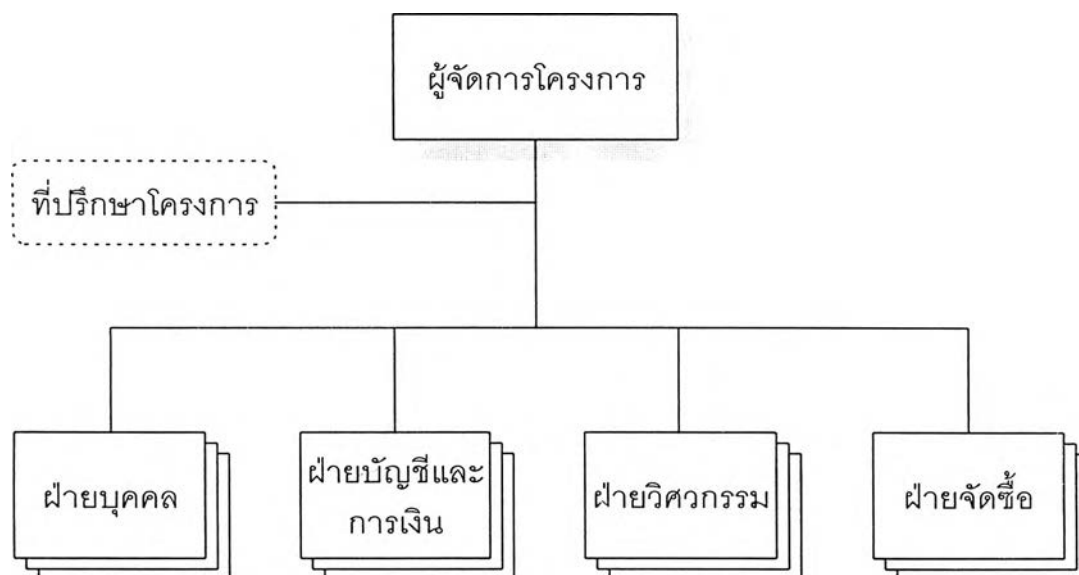 ผู้จัดการโครงการ
ที่ปรึกษาโครงการ
ฝ่ายบุคคล
ฝ่ายบัญชีและ
การเงิน
ฝ่ายวิศวกรรม
ฝ่ายจัดซื้อ